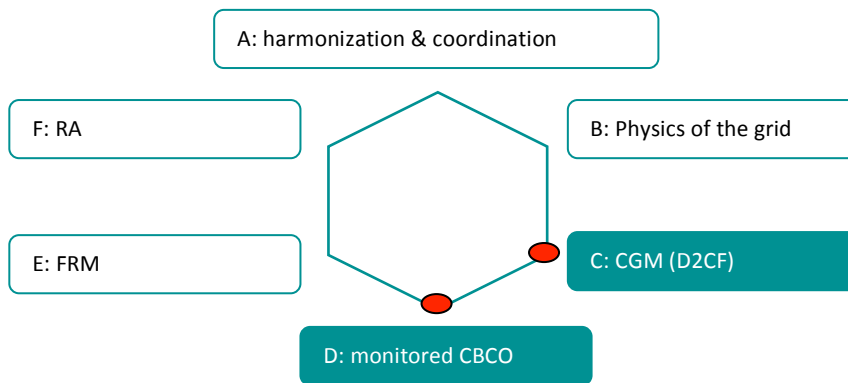 A: harmonization & coordination
F: RA
B: Physics of the grid
E: FRM
C: CGM (D2CF)
D: monitored CBCO